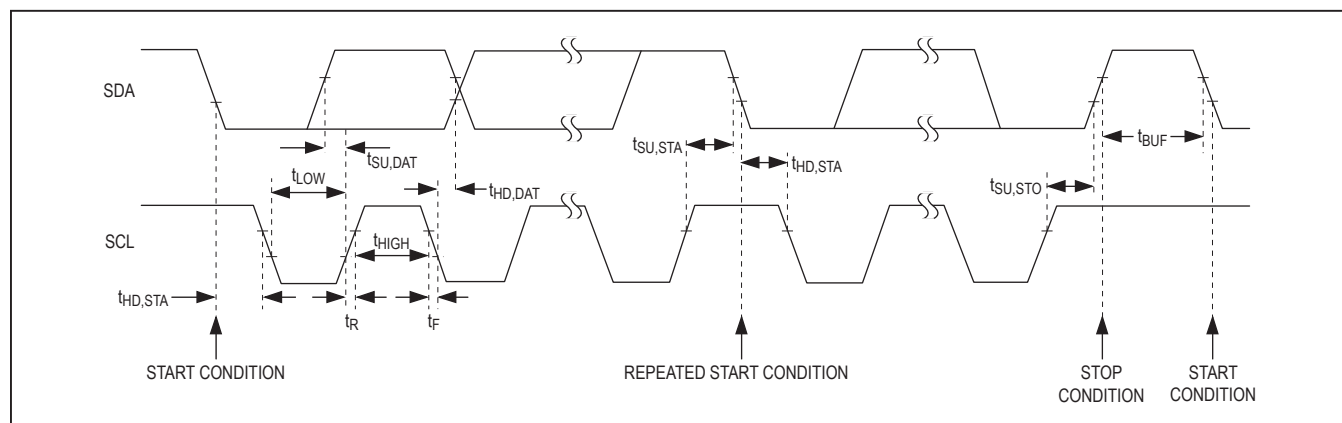 SDA
tSU,DAT
tLOW
tHD,DAT
tSU,STA
tHD,STA
tBUF
tSU,STO
SCL
tHIGH
tHD,STA
tR
tF
START CONDITION
REPEATED START CONDITION
STOP
CONDITION
START
CONDITION